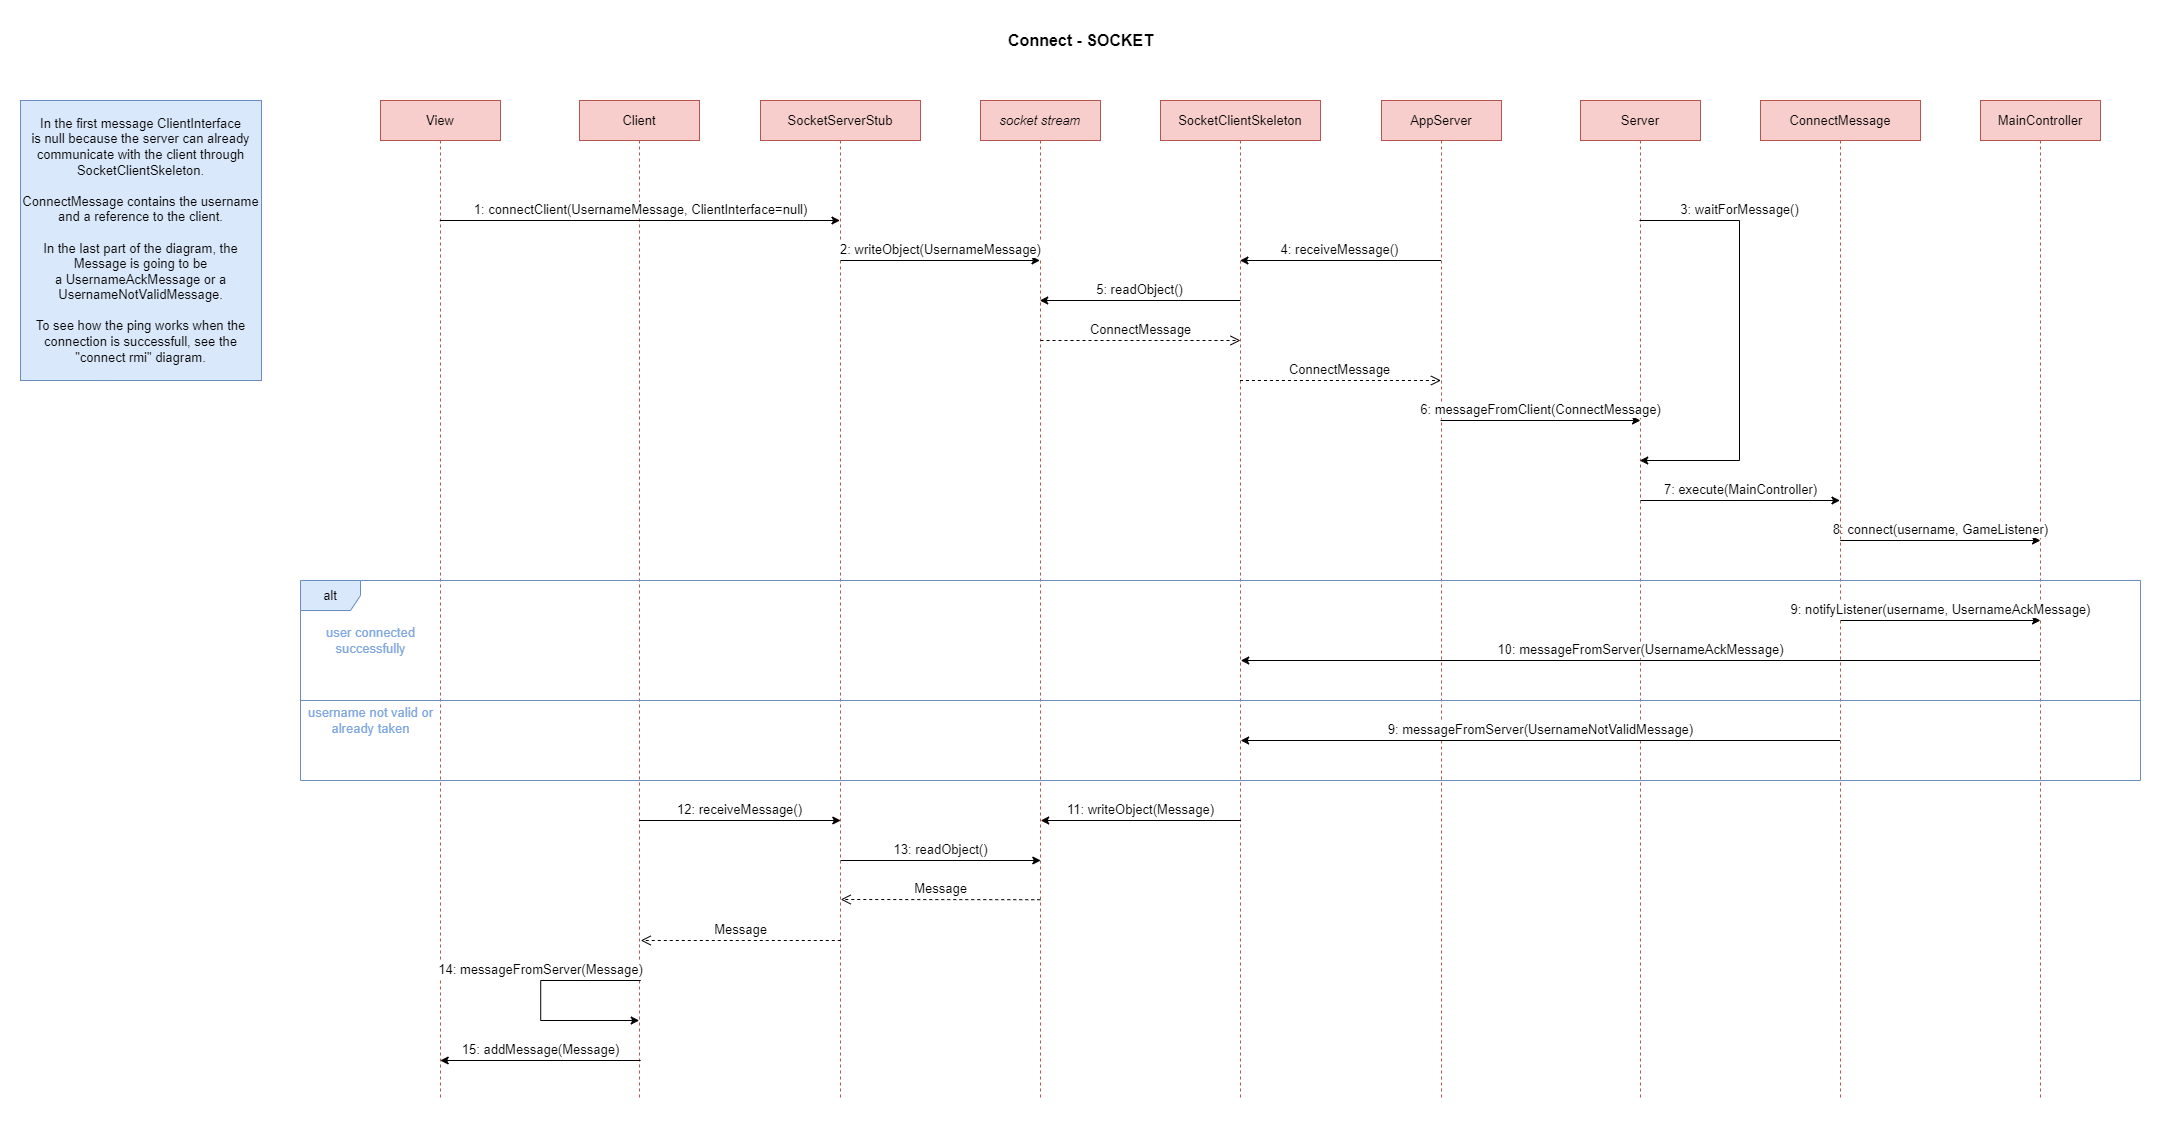 Connect - SOCKET
In the first message ClientInterface
is null because the server can already
communicate with the client through
SocketClientSkeleton.
ConnectMessage contains the username
and a reference to the client.
In the last part of the diagram, the
Message is going to be
a UsernameAckMessage or a
UsernameNotValidMessage.
To see how the ping works when the
connection is successfull, see the
"connect rmi" diagram.
View
Client
SocketServerStub
socket stream
SocketClientSkeleton
AppServer
Server
ConnectMessage
MainController
1: connectClient(UsernameMessage, ClientInterface=null)
3: waitForMessage()
2: writeObject(UsernameMessage)
4: receiveMessage()
5: readObject()
ConnectMessage
ConnectMessage
6: messageFromClient(ConnectMessage)
7: execute(MainController)
8: connect(username, GameListener)
alt
user connected
successfully
9: notifyListener(username, UsernameAckMessage)
10: messageFromServer(UsernameAckMessage)
username not valid or
already taken
9: messageFromServer(UsernameNotValidMessage)
12: receiveMessage()
11: writeObject(Message)
13: readObject()
Message
Message
14: messageFromServer(Message)
15: addMessage(Message)